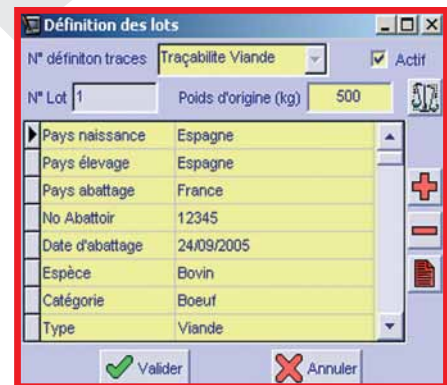 Définition des lots
N° définiton traces Traçabilite Viande Actif
N° Lot 1 Poids d'origine (kg) 500
Pays naissance Espagne
Pays élevage Espagne
Pays abattage France
No Abattoir 12345
Date d'abattage 24/09/2005
Espèce Bovin
Catégorie Boeuf
Type Viande
Valider Annuler